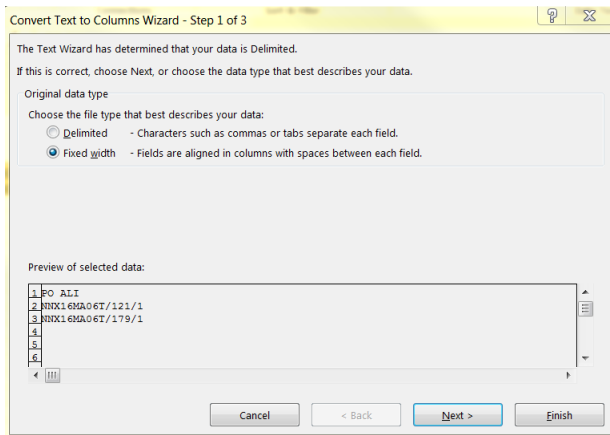 Convert Text to Columns Wizard - Step 1 of 3
The Text Wizard has determined that your data is Delimited.
If this is correct, choose Next, or choose the data type that best describes your data.
Original data type
Choose the file type that best describes your data:
Delimited - Characters such as commas or tabs separate each field.
Fixed width - Fields are aligned in columns with spaces between each field.
Preview of selected data:
1 PO ALI
2 NNX16MA06T/121/1
3 NNX16MA06T/179/1
4
5
6
Cancel < Back Next > Finish